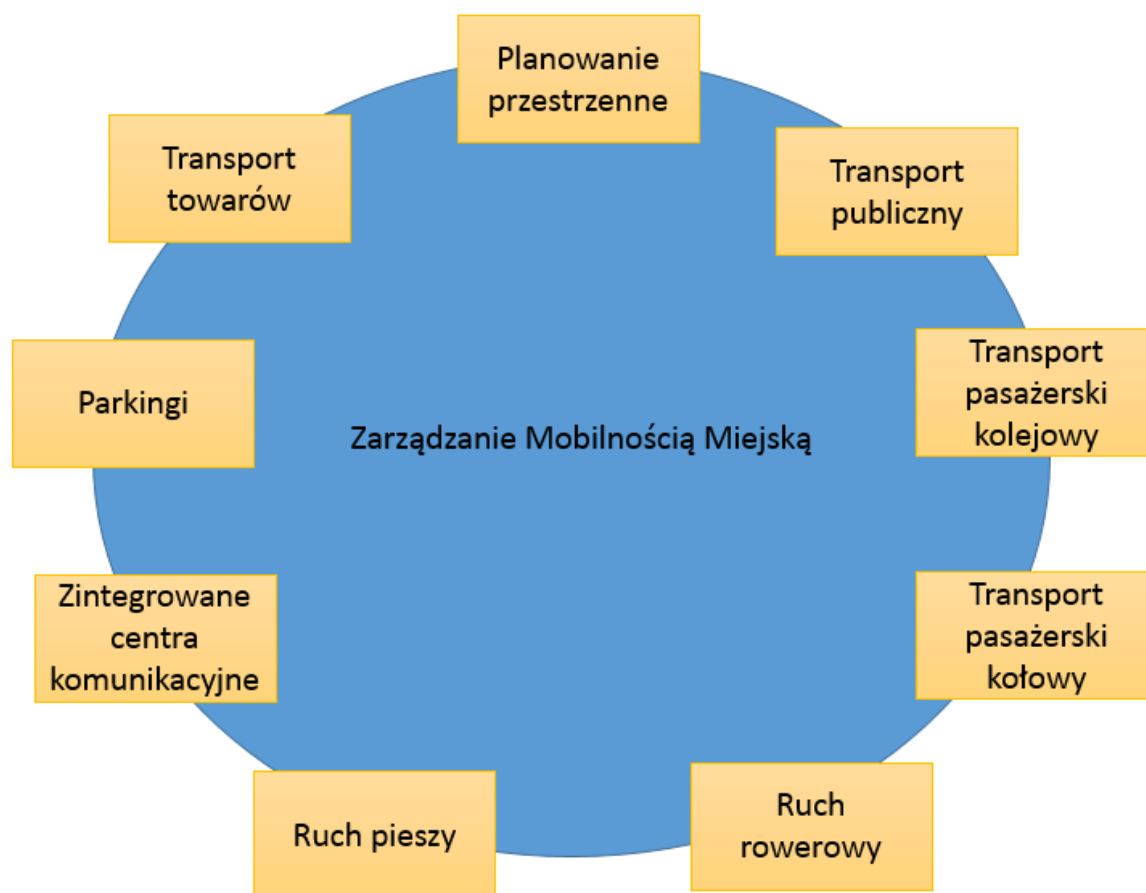 Planowanie
przestrzenne
Transport
publiczny
Transport
pasażerski
kolejowy
Transport
pasażerski
kołowy
Ruch
rowerowy
Ruch pieszy
Zintegrowane
centra
komunikacyjne
Parkingi
Transport
towarów
Zarządzanie Mobilnością Miejską